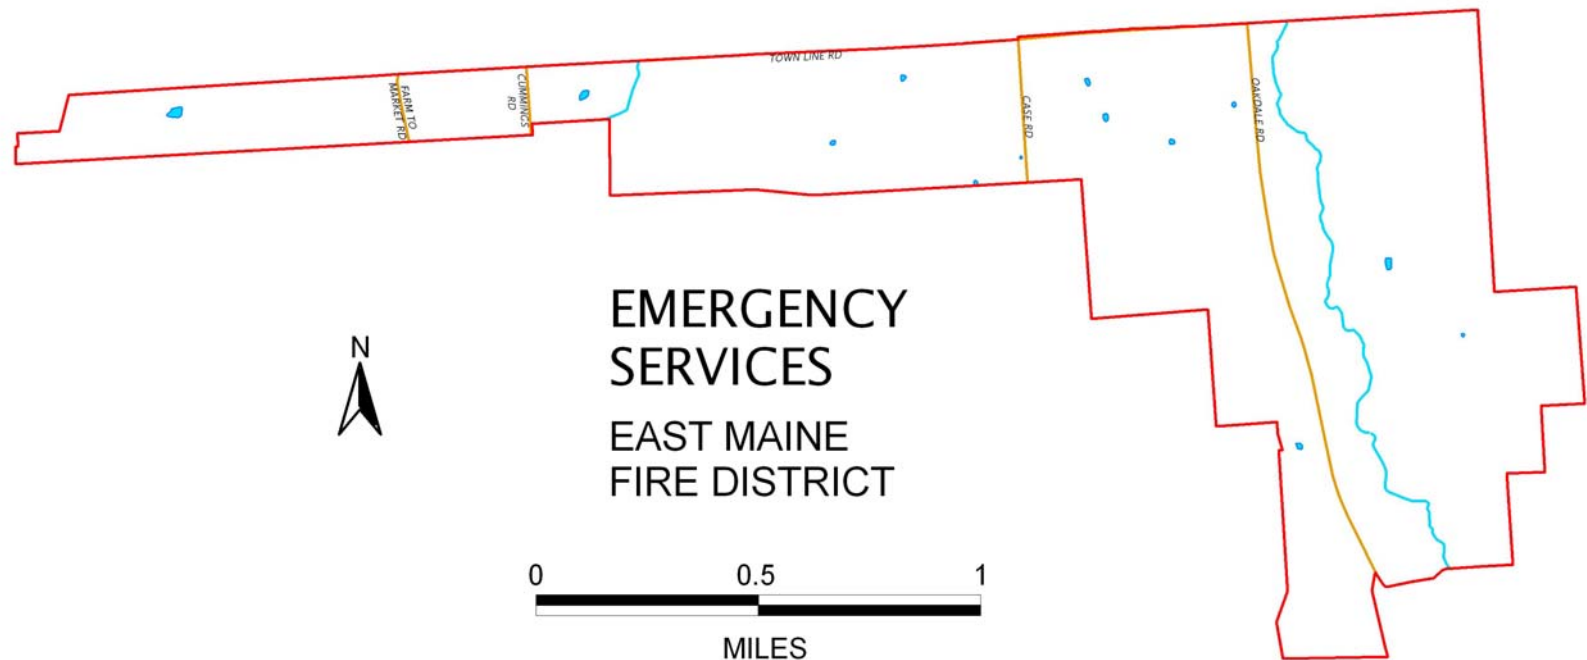 TOWN LINE RD
FARM TO
MARKET RD
CUMMINGS
RD
CASE RD
OAKDALE RD
N
EMERGENCY
SERVICES
EAST MAINE
FIRE DISTRICT
0 0.5 1
MILES